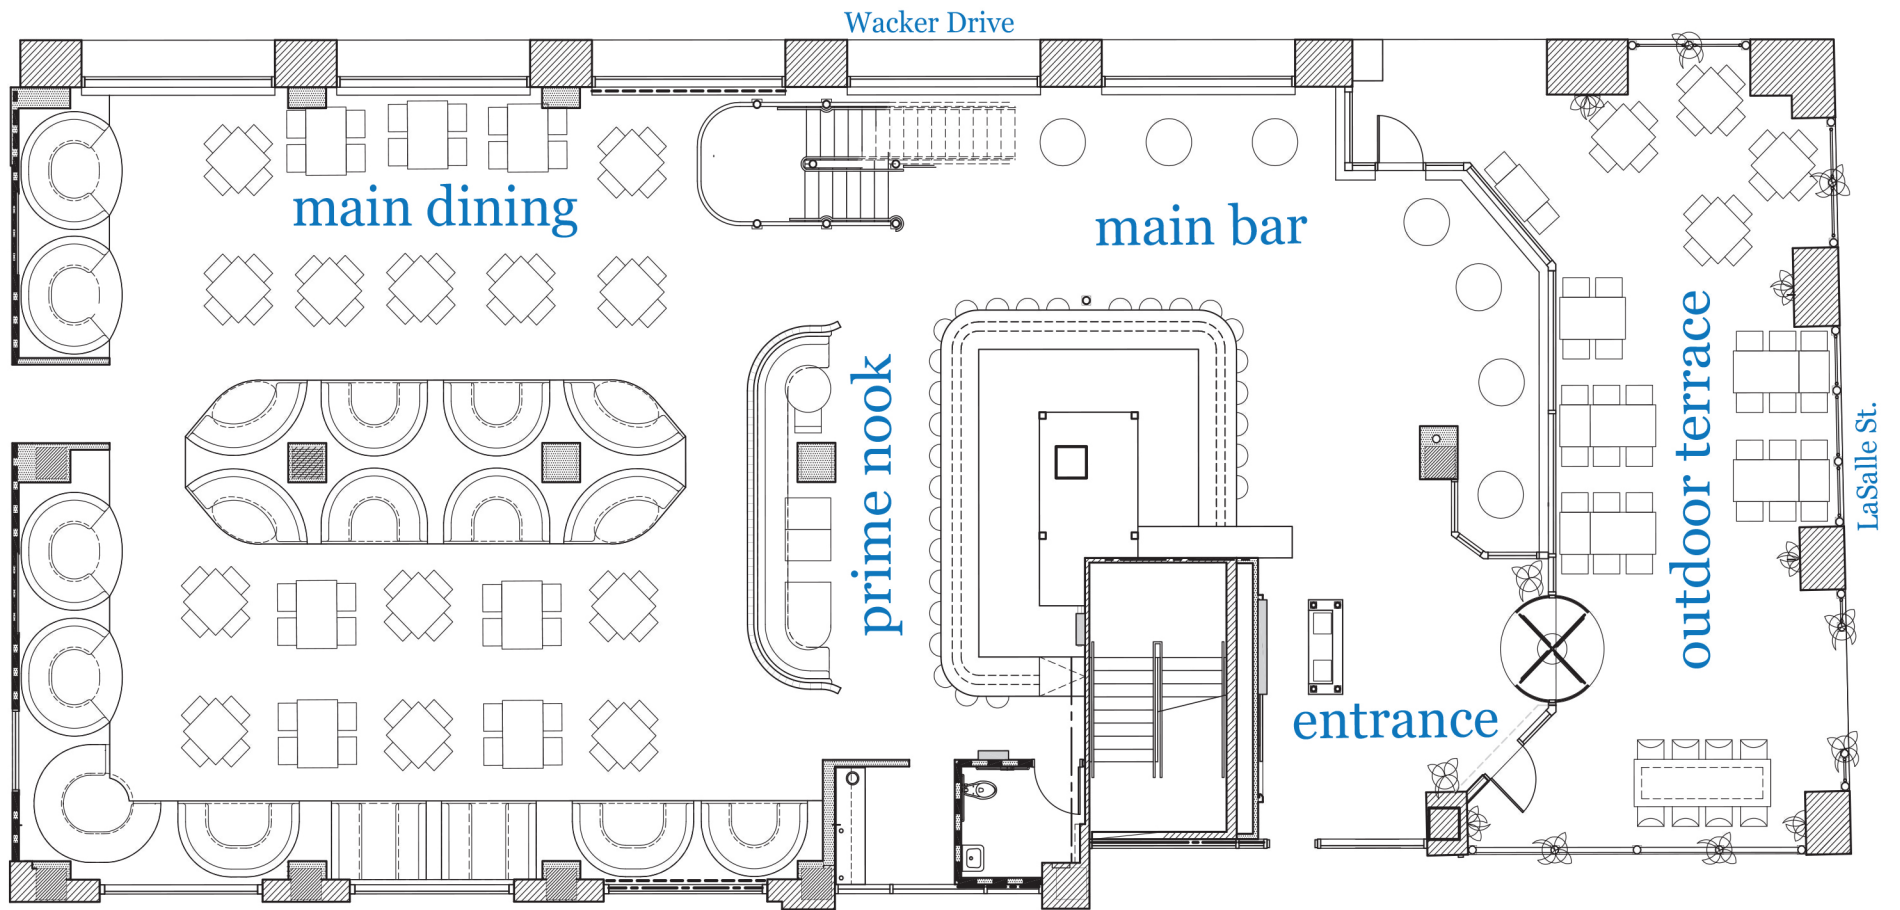 Wacker Drive
main dining
main bar
prime nook
outdoor terrace
LaSalle St.
entrance